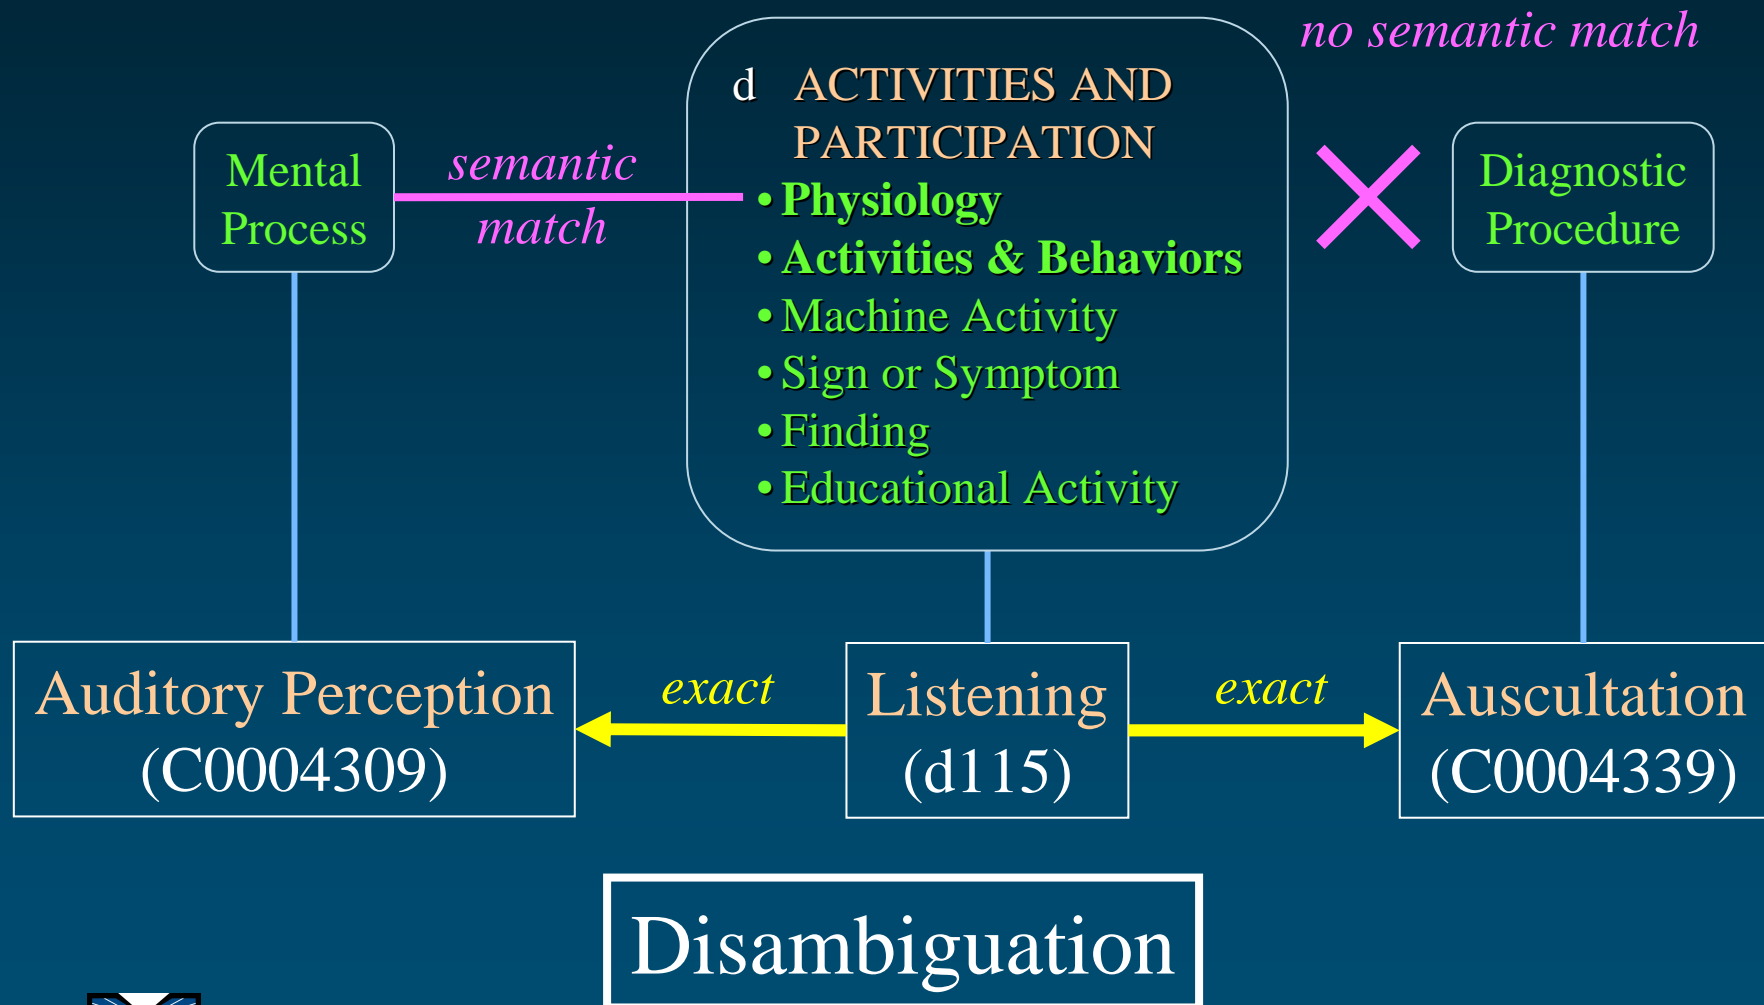 no semantic match
d ACTIVITIES AND
PARTICIPATION
• Physiology
• Activities & Behaviors
• Machine Activity
• Sign or Symptom
• Finding
• Educational Activity
Mental
Process
semantic
match
Diagnostic
Procedure
Auditory Perception
(C0004309)
exact
Listening
(d115)
exact
Auscultation
(C0004339)
Disambiguation